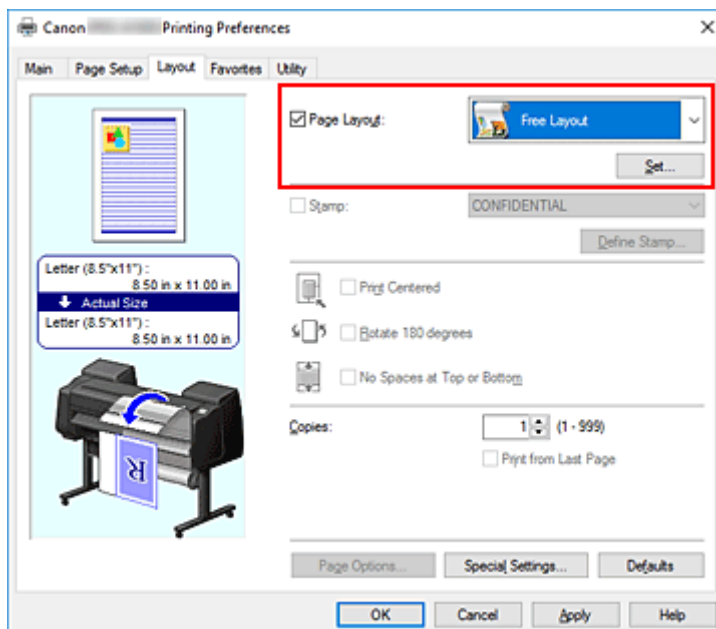 Canon Printing Preferences
Main Page Setup Layout Favorites Utility
Page Layout: Free Layout
Set...
Stamp: CONFIDENTIAL
Define Stamp...
Letter (8.5"x11") :
8.50 in x 11.00 in
Actual Size
Letter (8.5"x11") :
8.50 in x 11.00 in
Print Centered
Rotate 180 degrees
No Spaces at Top or Bottom
Copies: 1 (1 - 999)
Print from Last Page
R
Page Options... Special Settings... Defaults
OK Cancel Apply Help